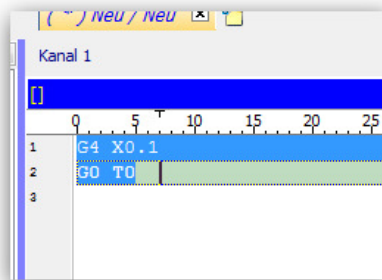 ( * ) Neu / Neu
Kanal 1
[]
0 5 10 15 20 25
1 G4 X0.1
2 G0 T0
3